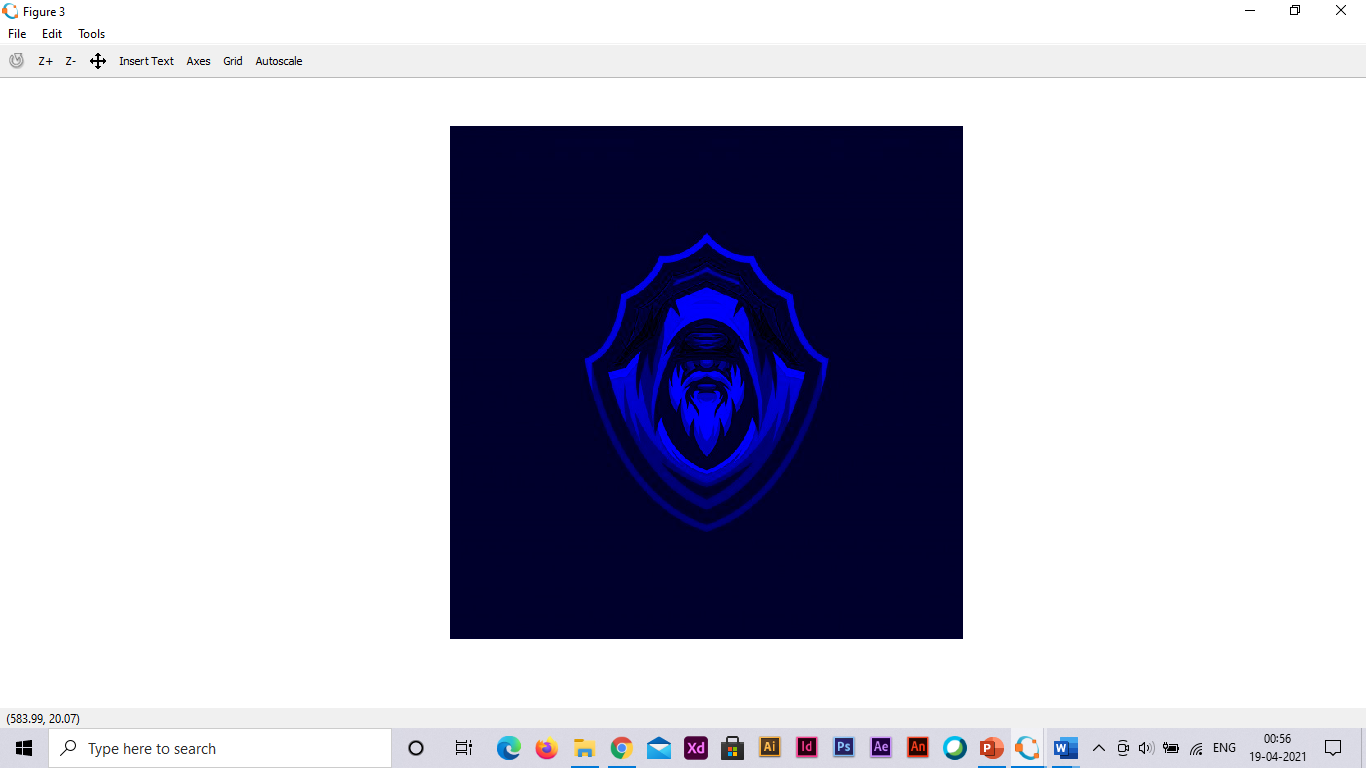 Figure 3
File Edit Tools
Z+ Z- Insert Text Axes Grid Autoscale
(583.99, 20.07)
Type here to search
Xd Ai Id Ps Ae An P W ENG
00:56
19-04-2021